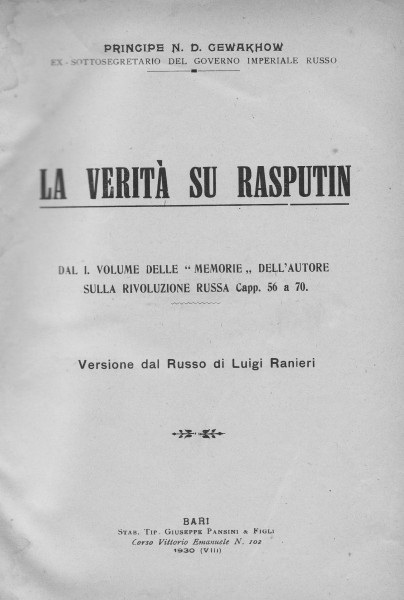 PRINCIPE N. D. GEWAKHOW
EX-SOTTOSEGRETARIO DEL GOVERNO IMPERIALE RUSSO
LA VERITÀ SU RASPUTIN
DAL I. VOLUME DELLE “ MEMORIE „ DELL'AUTORE
SULLA RIVOLUZIONE RUSSA Capp. 56 a 70.
Versione dal Russo di Luigi Ranieri
BARI
STAB. TIP. GIUSEPPE PANSINI & FIGLI
Corso Vittorio Emanuele N. 102
1930 (VIII)